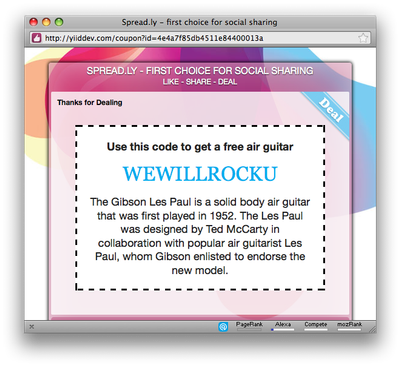 Spread.ly – first choice for social sharing
http://yiiddev.com/coupon?id=4e4a7f85db4511e84400013a
SPREAD.LY - FIRST CHOICE FOR SOCIAL SHARING
LIKE - SHARE - DEAL
Thanks for Dealing
Deal
Use this code to get a free air guitar
WEWILLROCKU
The Gibson Les Paul is a solid body air guitar
that was first played in 1952. The Les Paul
was designed by Ted McCarty in
collaboration with popular air guitarist Les
Paul, whom Gibson enlisted to endorse the
new model.
PageRank Alexa Compete mozRank